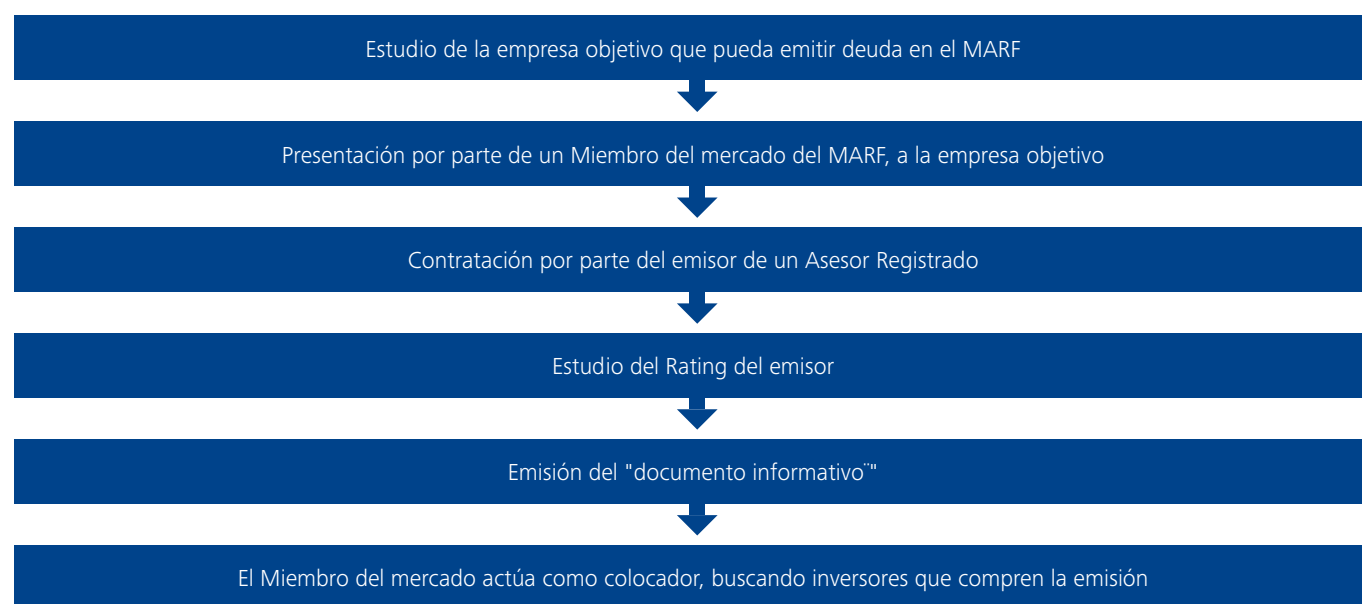 Estudio de la empresa objetivo que pueda emitir deuda en el MARF
Presentación por parte de un Miembro del mercado del MARF, a la empresa objetivo
Contratación por parte del emisor de un Asesor Registrado
Estudio del Rating del emisor
Emisión del "documento informativo¨"
El Miembro del mercado actúa como colocador, buscando inversores que compren la emisión